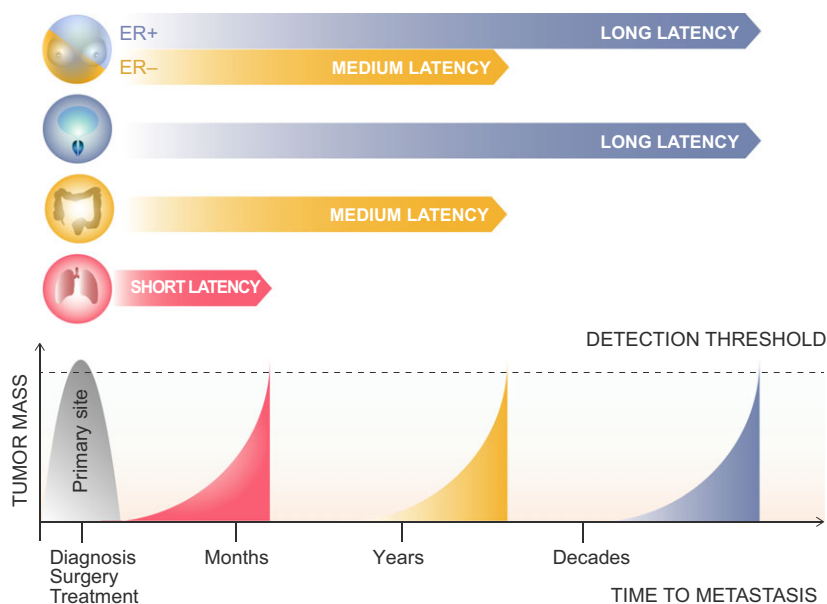 ER+
LONG LATENCY
ER–
MEDIUM LATENCY
LONG LATENCY
MEDIUM LATENCY
SHORT LATENCY
DETECTION THRESHOLD
TUMOR MASS
Primary site
Diagnosis
Surgery
Treatment
Months
Years
Decades
TIME TO METASTASIS